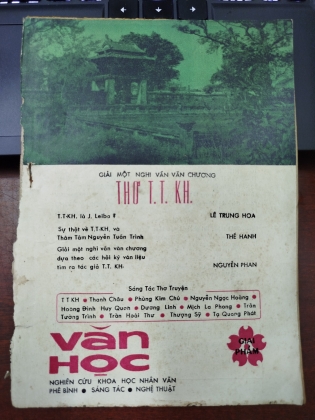 GIẢI MỘT NGHI VẤN VĂN CHƯƠNG
THƠ T.T. KH.
T.T-KH. là J. Leiba ?
LÊ TRUNG HOA
Sự thật về T.T-KH. và
Thâm Tâm Nguyễn Tuấn Trình
THẾ HANH
Giải một nghi vấn văn chương
dựa theo các hồi ký văn liệu
tìm ra tác giả T.T. KH.
NGUYỄN PHAN
Sáng Tác Thơ Truyện
T T KH • Thanh Châu • Phùng Kim Chú • Nguyễn Ngọc Hoàng •
Hoàng Đình Huy Quan • Dương Linh • Mịch La Phong • Trần
Tường Trình • Trần Hoài Thư • Thượng Sỹ • Tạ Quang Phát
văn
HỌC
GIAI
PHẨM
NGHIÊN CỨU KHOA HỌC NHÂN VĂN
PHÊ BÌNH • SÁNG TÁC • NGHỆ THUẬT